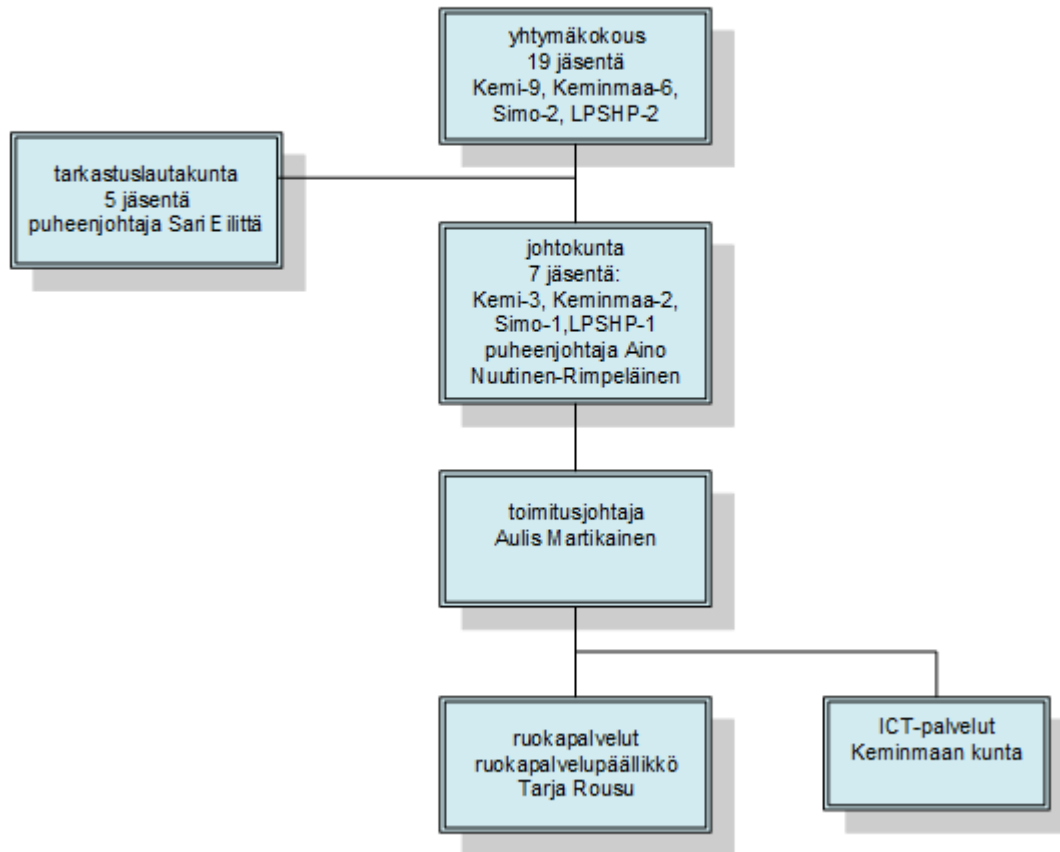 yhtymäkokous
19 jäsentä
Kemi-9, Keminmaa-6,
Simo-2, LPSHP-2
tarkastuslautakunta
5 jäsentä
puheenjohtaja Sari Eilittä
johtokunta
7 jäsentä:
Kemi-3, Keminmaa-2,
Simo-1,LPSHP-1
puheenjohtaja Aino
Nuutinen-Rimpeläinen
toimitusjohtaja
Aulis Martikainen
ruokapalvelut
ruokapalvelupäällikkö
Tarja Rousu
ICT-palvelut
Keminmaan kunta